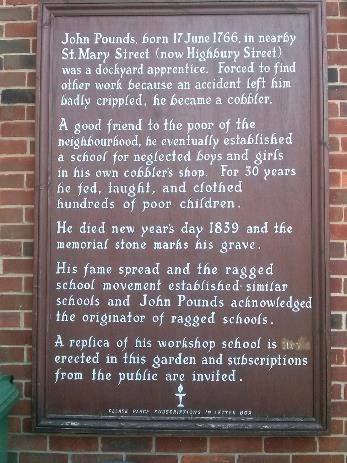 John Pounds, born 17 June 1766, in nearby
St. Mary Street (now Highbury Street)
was a dockyard apprentice. Forced to find
other work because an accident left him
badly crippled, he became a cobbler.
A good friend to the poor of the
neighbourhood, he eventually established
a school for neglected boys and girls
in his own cobbler's shop. For 30 years
he fed, taught, and clothed
hundreds of poor children.
He died new year's day 1839 and the
memorial stone marks his grave.
His fame spread and the ragged
school movement established similar
schools and John Pounds acknowledged
the originator of ragged schools.
A replica of his workshop school is
erected in this garden and subscriptions
from the public are invited.
PLEASE PLACE SUBSCRIPTIONS IN LETTER BOX